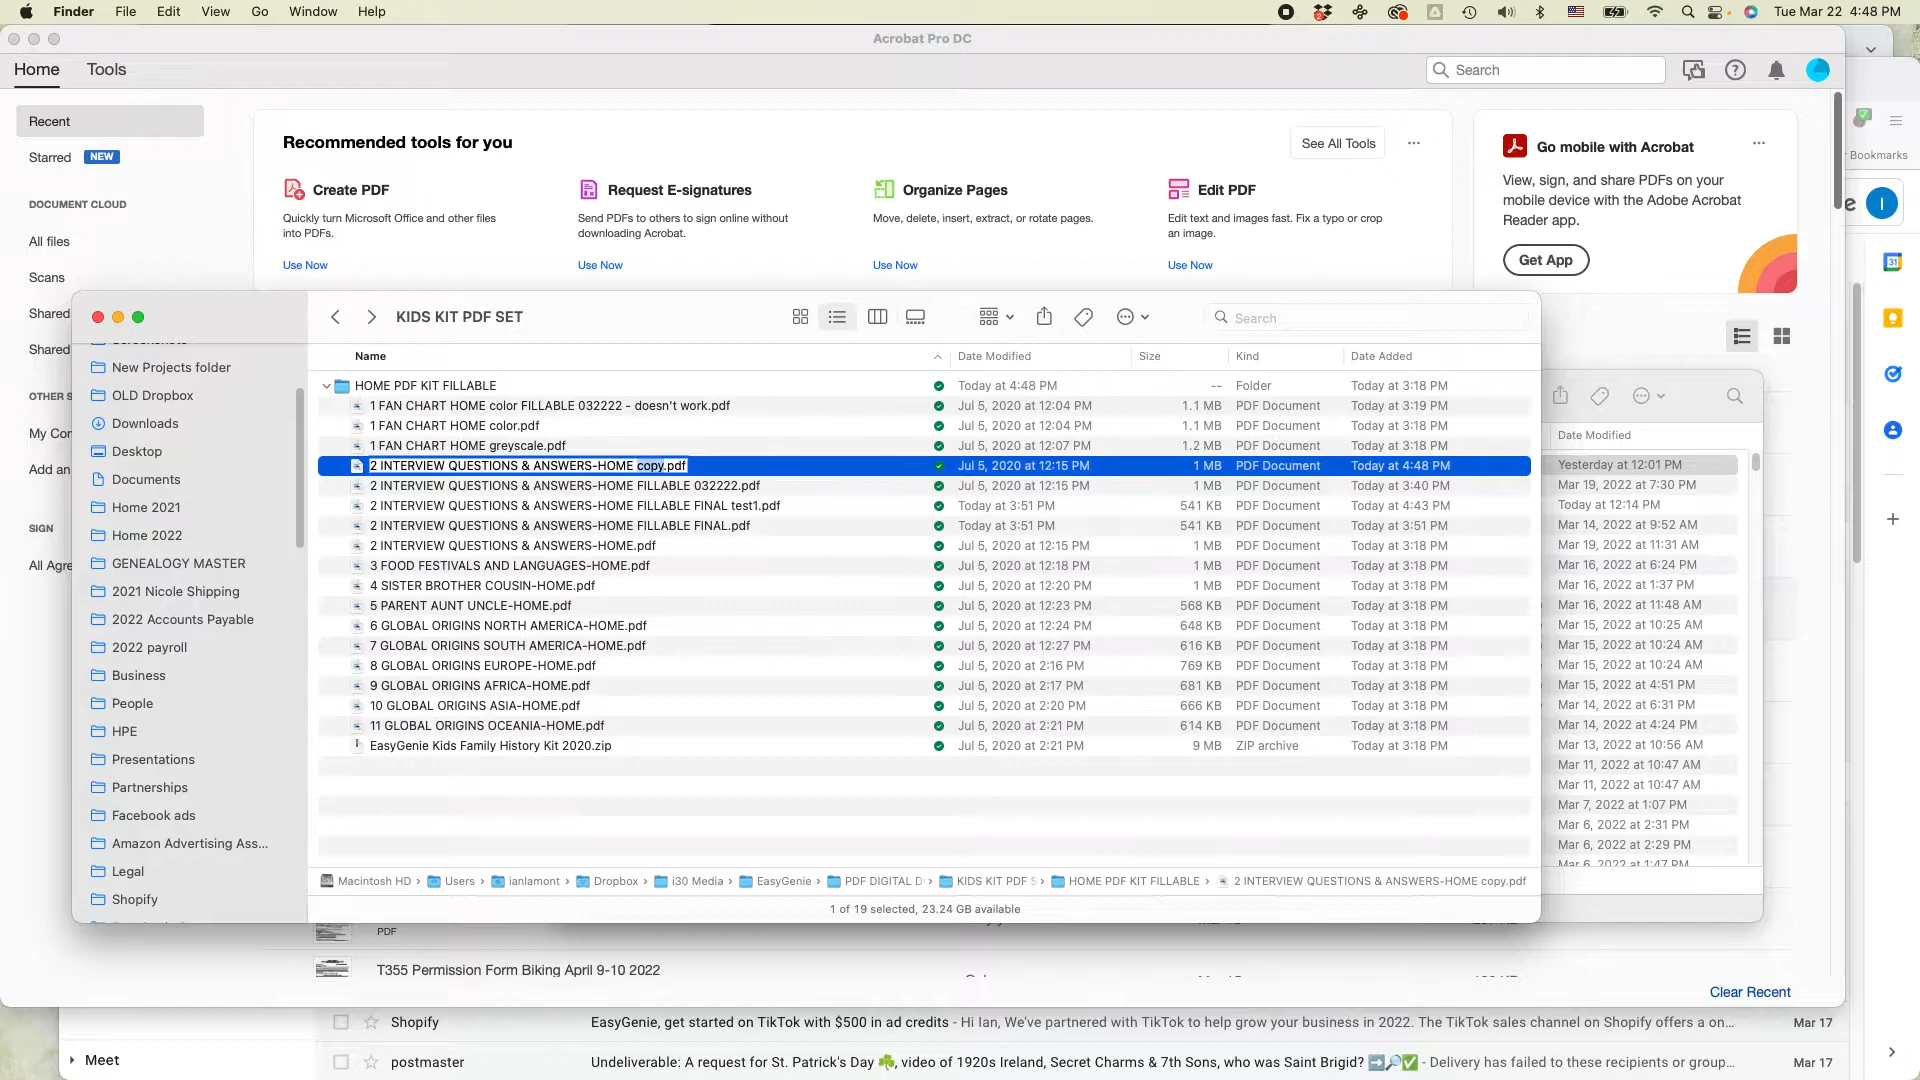 Finder File Edit View Go Window Help
Tue Mar 22 4:48 PM
Acrobat Pro DC
Home Tools
Search
Recent
Starred NEW
DOCUMENT CLOUD
All files
Scans
Shared
Shared
SIGN
Recommended tools for you
See All Tools
Create PDF
Quickly turn Microsoft Office and other files
into PDFs.
Use Now
Request E-signatures
Send PDFs to others to sign online without
downloading Acrobat.
Use Now
Organize Pages
Move, delete, insert, extract, or rotate pages.
Use Now
Edit PDF
Edit text and images fast. Fix a typo or crop
an image.
Use Now
Go mobile with Acrobat
View, sign, and share PDFs on your
mobile device with the Adobe Acrobat
Reader app.
Get App
Bookmarks
31
KIDS KIT PDF SET
Search
New Projects folder
OLD Dropbox
Downloads
Desktop
Documents
Home 2021
Home 2022
GENEALOGY MASTER
2021 Nicole Shipping
2022 Accounts Payable
2022 payroll
Business
People
HPE
Presentations
Partnerships
Facebook ads
Amazon Advertising Ass...
Legal
Shopify
Name Date Modified Size Kind Date Added
HOME PDF KIT FILLABLE Today at 4:48 PM -- Folder Today at 3:18 PM
1 FAN CHART HOME color FILLABLE 032222 - doesn't work.pdf Jul 5, 2020 at 12:04 PM 1.1 MB PDF Document Today at 3:19 PM
1 FAN CHART HOME color.pdf Jul 5, 2020 at 12:04 PM 1.1 MB PDF Document Today at 3:18 PM
1 FAN CHART HOME greyscale.pdf Jul 5, 2020 at 12:07 PM 1.2 MB PDF Document Today at 3:18 PM
2 INTERVIEW QUESTIONS & ANSWERS-HOME copy.pdf Jul 5, 2020 at 12:15 PM 1 MB PDF Document Today at 4:48 PM
2 INTERVIEW QUESTIONS & ANSWERS-HOME FILLABLE 032222.pdf Jul 5, 2020 at 12:15 PM 1 MB PDF Document Today at 3:40 PM
2 INTERVIEW QUESTIONS & ANSWERS-HOME FILLABLE FINAL test1.pdf Today at 3:51 PM 541 KB PDF Document Today at 4:43 PM
2 INTERVIEW QUESTIONS & ANSWERS-HOME FILLABLE FINAL.pdf Today at 3:51 PM 541 KB PDF Document Today at 3:51 PM
2 INTERVIEW QUESTIONS & ANSWERS-HOME.pdf Jul 5, 2020 at 12:15 PM 1 MB PDF Document Today at 3:18 PM
3 FOOD FESTIVALS AND LANGUAGES-HOME.pdf Jul 5, 2020 at 12:18 PM 1 MB PDF Document Today at 3:18 PM
4 SISTER BROTHER COUSIN-HOME.pdf Jul 5, 2020 at 12:20 PM 1 MB PDF Document Today at 3:18 PM
5 PARENT AUNT UNCLE-HOME.pdf Jul 5, 2020 at 12:23 PM 568 KB PDF Document Today at 3:18 PM
6 GLOBAL ORIGINS NORTH AMERICA-HOME.pdf Jul 5, 2020 at 12:24 PM 648 KB PDF Document Today at 3:18 PM
7 GLOBAL ORIGINS SOUTH AMERICA-HOME.pdf Jul 5, 2020 at 12:27 PM 616 KB PDF Document Today at 3:18 PM
8 GLOBAL ORIGINS EUROPE-HOME.pdf Jul 5, 2020 at 2:16 PM 769 KB PDF Document Today at 3:18 PM
9 GLOBAL ORIGINS AFRICA-HOME.pdf Jul 5, 2020 at 2:17 PM 681 KB PDF Document Today at 3:18 PM
10 GLOBAL ORIGINS ASIA-HOME.pdf Jul 5, 2020 at 2:20 PM 666 KB PDF Document Today at 3:18 PM
11 GLOBAL ORIGINS OCEANIA-HOME.pdf Jul 5, 2020 at 2:21 PM 614 KB PDF Document Today at 3:18 PM
EasyGenie Kids Family History Kit 2020.zip Jul 5, 2020 at 2:21 PM 9 MB ZIP archive Today at 3:18 PM
Macintosh HD › Users › ianlamont › Dropbox › i30 Media › EasyGenie › PDF DIGITAL D › KIDS KIT PDF S › HOME PDF KIT FILLABLE › 2 INTERVIEW QUESTIONS & ANSWERS-HOME copy.pdf
1 of 19 selected, 23.24 GB available
Date Modified
Yesterday at 12:01 PM
Mar 19, 2022 at 7:30 PM
Today at 12:14 PM
Mar 14, 2022 at 9:52 AM
Mar 19, 2022 at 11:31 AM
Mar 16, 2022 at 6:24 PM
Mar 16, 2022 at 1:37 PM
Mar 16, 2022 at 11:48 AM
Mar 15, 2022 at 10:25 AM
Mar 15, 2022 at 10:24 AM
Mar 15, 2022 at 10:24 AM
Mar 15, 2022 at 4:51 PM
Mar 14, 2022 at 6:31 PM
Mar 14, 2022 at 4:24 PM
Mar 13, 2022 at 10:56 AM
Mar 11, 2022 at 10:47 AM
Mar 11, 2022 at 10:47 AM
Mar 7, 2022 at 1:07 PM
Mar 6, 2022 at 2:31 PM
Mar 6, 2022 at 2:29 PM
Mar 6, 2022 at 1:47 PM
PDF
T355 Permission Form Biking April 9-10 2022
Clear Recent
Shopify EasyGenie, get started on TikTok with $500 in ad credits - Hi Ian, We've partnered with TikTok to help grow your business in 2022. The TikTok sales channel on Shopify offers a on... Mar 17
Meet
postmaster Undeliverable: A request for St. Patrick's Day ☘️, video of 1920s Ireland, Secret Charms & 7th Sons, who was Saint Brigid? ➡️🔎✅ - Delivery has failed to these recipients or group... Mar 17